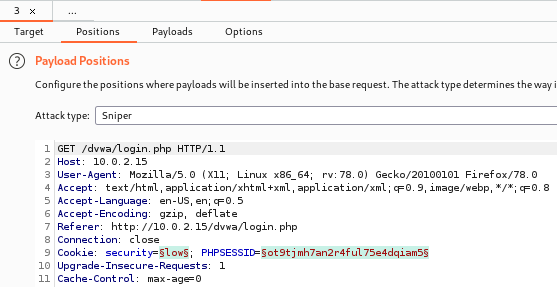 3 × ...
Target Positions Payloads Options
? Payload Positions
Configure the positions where payloads will be inserted into the base request. The attack type determines the way i
Attack type: Sniper
1 GET /dvwa/login.php HTTP/1.1
2 Host: 10.0.2.15
3 User-Agent: Mozilla/5.0 (X11; Linux x86_64; rv:78.0) Gecko/20100101 Firefox/78.0
4 Accept: text/html,application/xhtml+xml,application/xml;q=0.9,image/webp,*/*;q=0.8
5 Accept-Language: en-US,en;q=0.5
6 Accept-Encoding: gzip, deflate
7 Referer: http://10.0.2.15/dvwa/login.php
8 Connection: close
9 Cookie: security=§low§; PHPSESSID=§ot9tjmh7an2r4ful75e4dqiam5§
10 Upgrade-Insecure-Requests: 1
11 Cache-Control: max-age=0